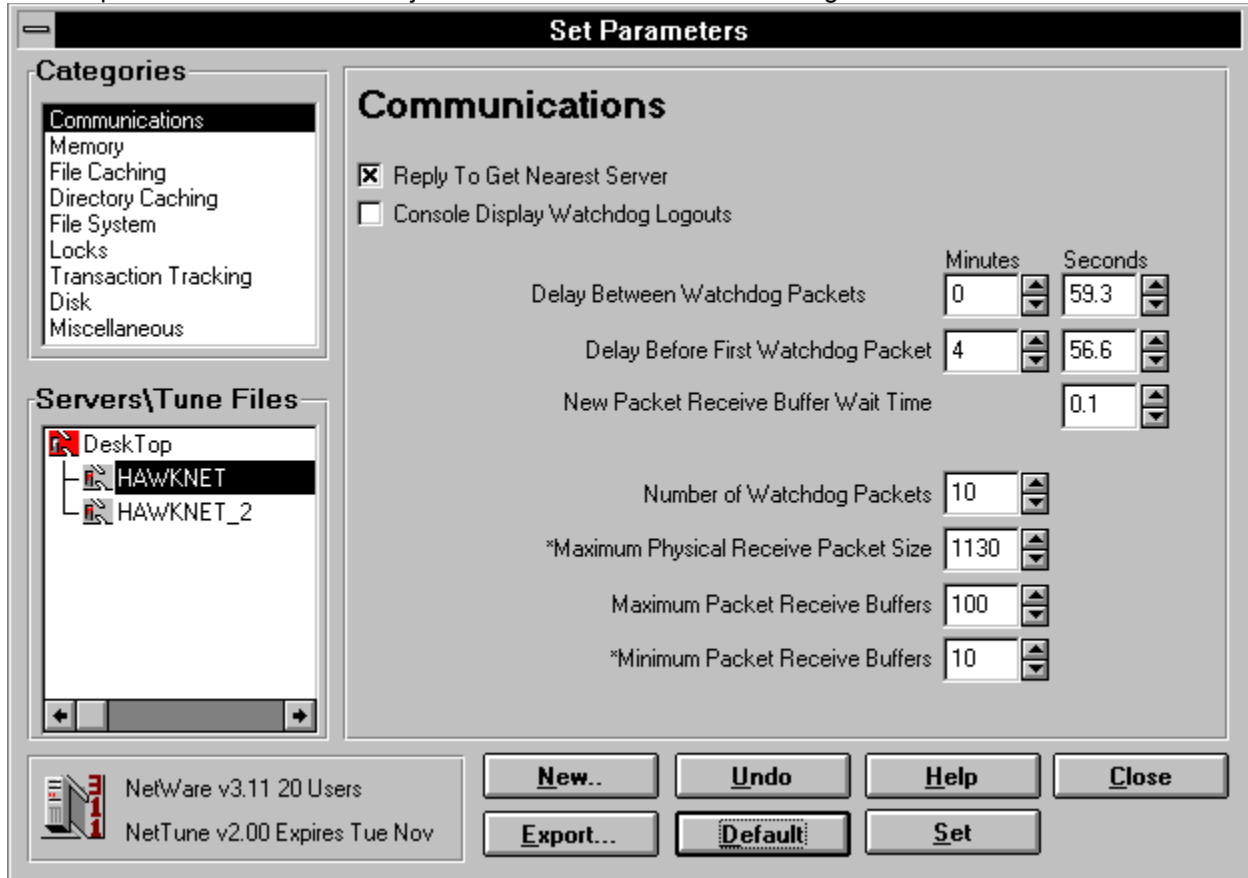 Set Parameters
Categories
Communications
Memory
File Caching
Directory Caching
File System
Locks
Transaction Tracking
Disk
Miscellaneous
Servers\Tune Files
DeskTop
HAWKNET
HAWKNET_2
Communications
Reply To Get Nearest Server
Console Display Watchdog Logouts
Minutes Seconds
Delay Between Watchdog Packets 0 59.3
Delay Before First Watchdog Packet 4 56.6
New Packet Receive Buffer Wait Time 0.1
Number of Watchdog Packets 10
*Maximum Physical Receive Packet Size 1130
Maximum Packet Receive Buffers 100
*Minimum Packet Receive Buffers 10
311
NetWare v3.11 20 Users
NetTune v2.00 Expires Tue Nov
New.. Undo Help Close
Export... Default Set